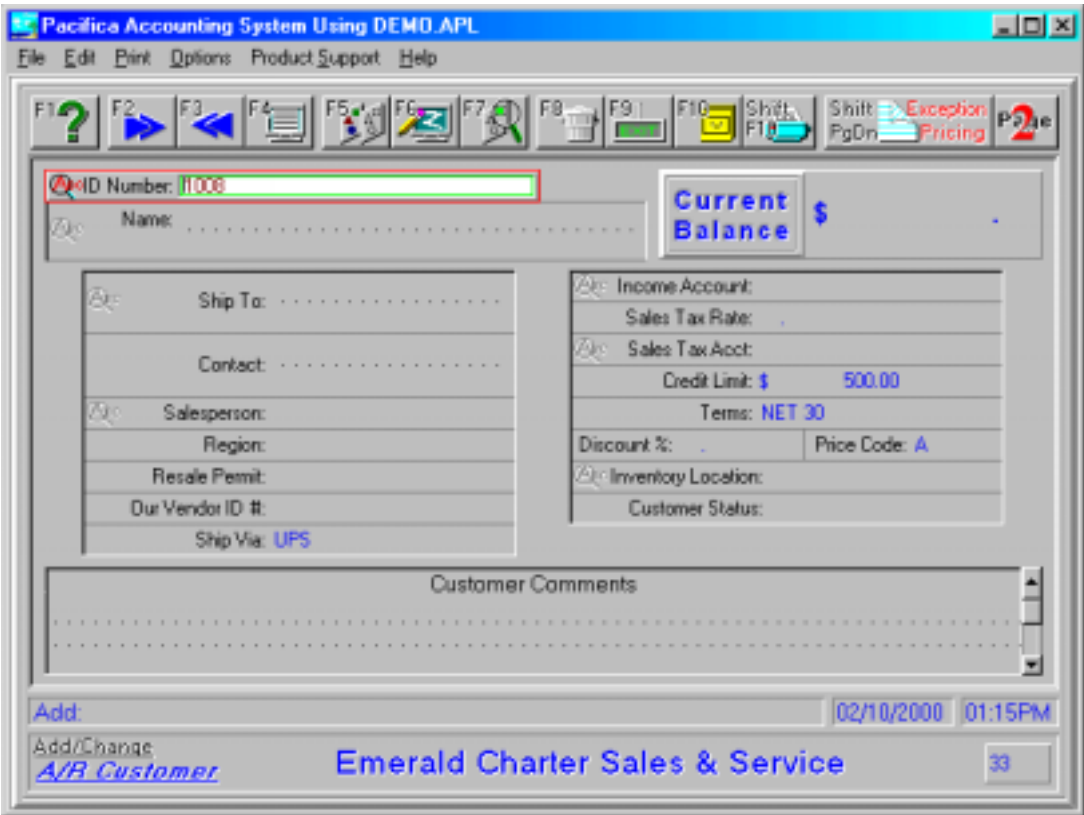 Pacifica Accounting System Using DEMO.APL
File Edit Print Options Product Support Help
F1 F2 F3 F4 F5 F6 F7 F8 F9 EXIT F10 Shift F10 Shift PgDn Exception Pricing Page 2
ID Number: 1008
Name:
Current Balance $ .
Ship To:
Contact:
Salesperson:
Region:
Resale Permit:
Our Vendor ID #:
Ship Via: UPS
Income Account:
Sales Tax Rate: .
Sales Tax Acct:
Credit Limit: $ 500.00
Terms: NET 30
Discount %: . Price Code: A
Inventory Location:
Customer Status:
Customer Comments
Add: 02/10/2000 01:15PM
Add/Change
A/R Customer
Emerald Charter Sales & Service 33